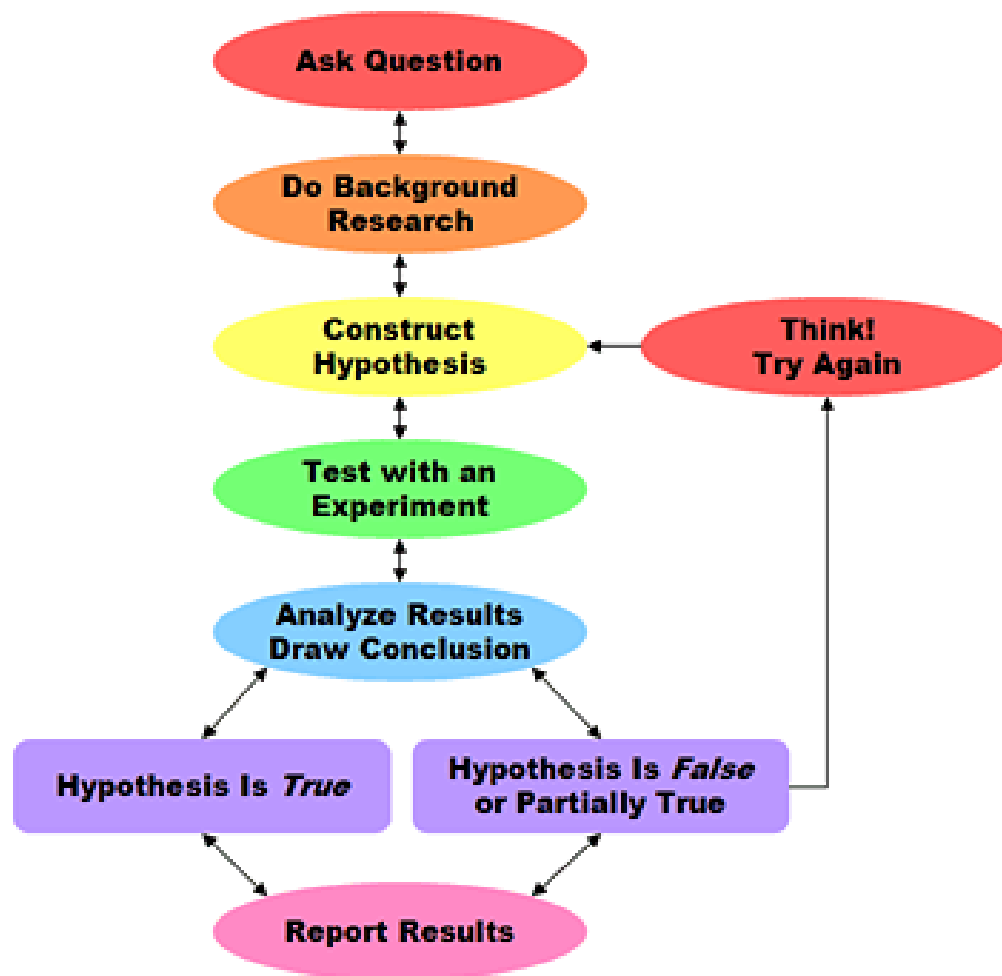 Ask Question
Do Background
Research
Construct
Hypothesis
Think!
Try Again
Test with an
Experiment
Analyze Results
Draw Conclusion
Hypothesis Is True
Hypothesis Is False
or Partially True
Report Results